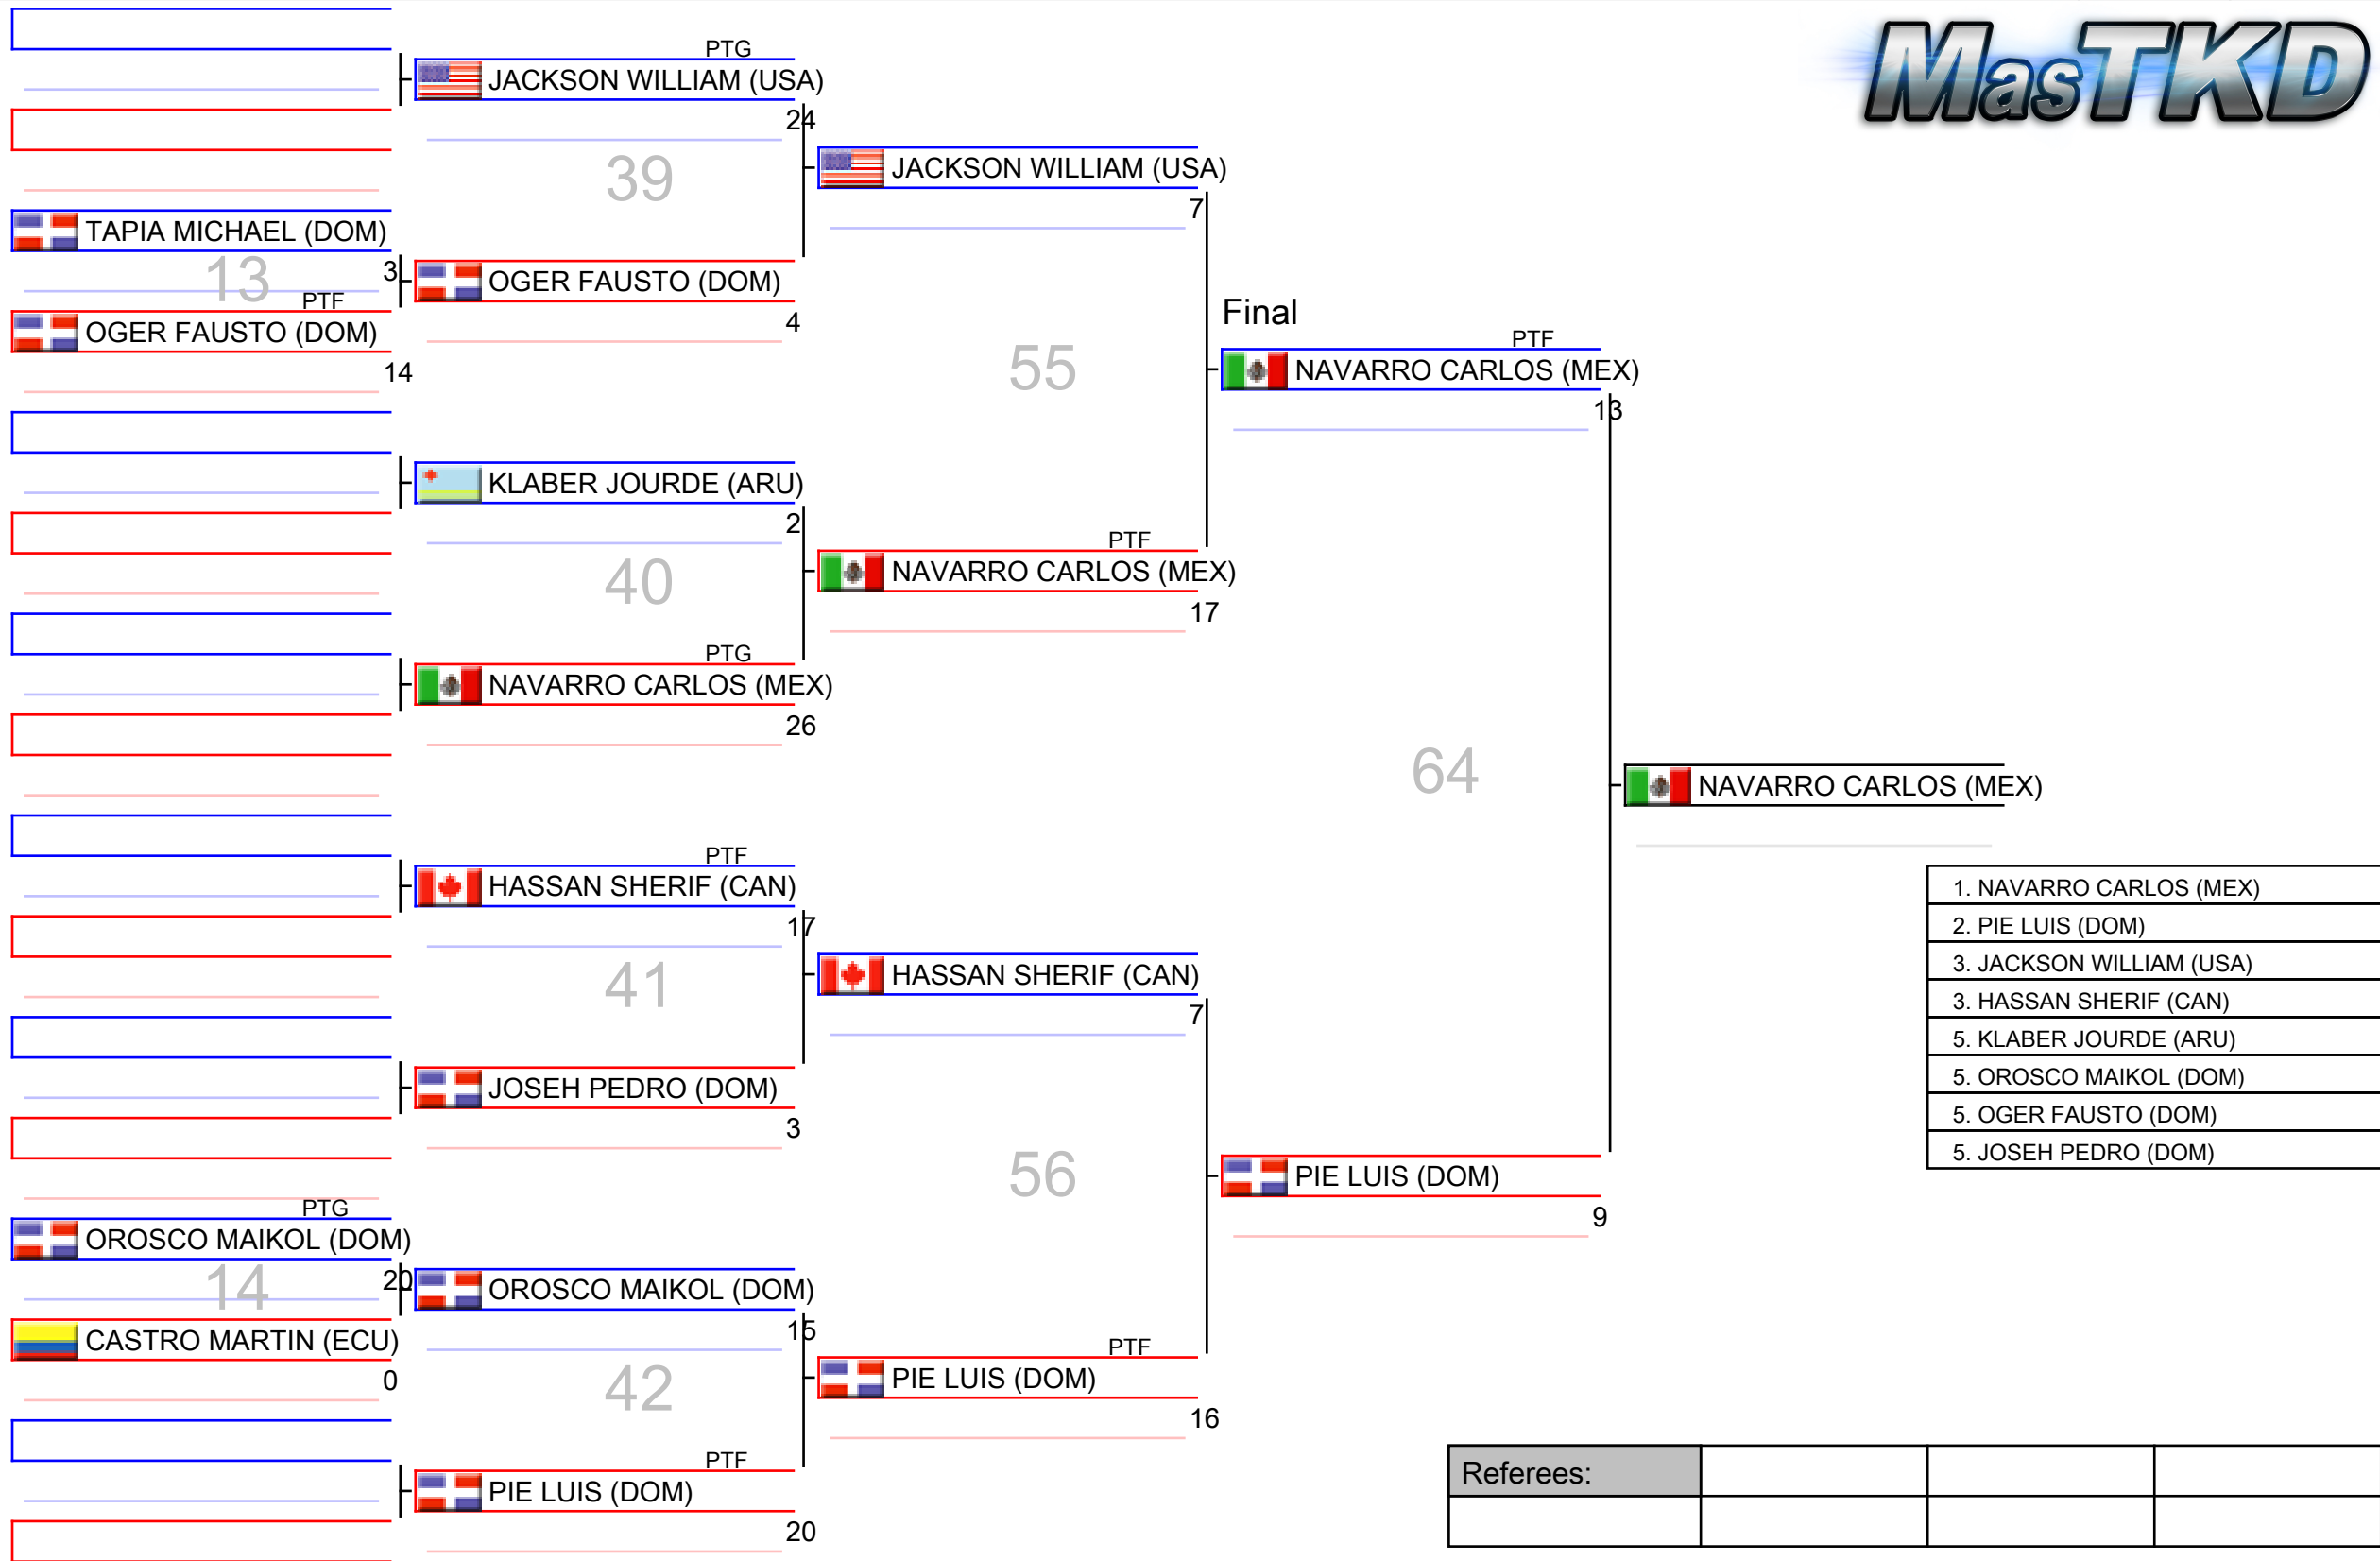 MasTKD
PTG
JACKSON WILLIAM (USA)
24
39
TAPIA MICHAEL (DOM)
3
13
PTF
OGER FAUSTO (DOM)
14
OGER FAUSTO (DOM)
4
JACKSON WILLIAM (USA)
7
55
KLABER JOURDE (ARU)
2
40
PTG
NAVARRO CARLOS (MEX)
26
PTF
NAVARRO CARLOS (MEX)
17
Final
PTF
NAVARRO CARLOS (MEX)
13
64
NAVARRO CARLOS (MEX)
PTF
HASSAN SHERIF (CAN)
17
41
JOSEH PEDRO (DOM)
3
HASSAN SHERIF (CAN)
7
56
PTG
OROSCO MAIKOL (DOM)
20
14
CASTRO MARTIN (ECU)
0
OROSCO MAIKOL (DOM)
15
42
PTF
PIE LUIS (DOM)
20
PTF
PIE LUIS (DOM)
16
PIE LUIS (DOM)
9
1. NAVARRO CARLOS (MEX)
2. PIE LUIS (DOM)
3. JACKSON WILLIAM (USA)
3. HASSAN SHERIF (CAN)
5. KLABER JOURDE (ARU)
5. OROSCO MAIKOL (DOM)
5. OGER FAUSTO (DOM)
5. JOSEH PEDRO (DOM)
Referees: